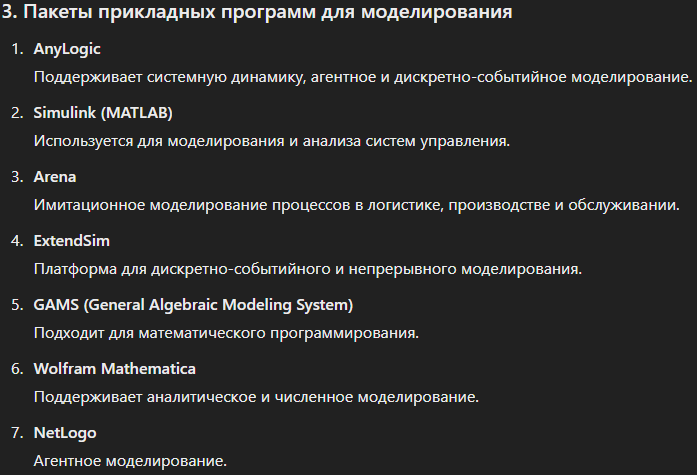 3. Пакеты прикладных программ для моделирования
1. AnyLogic
Поддерживает системную динамику, агентное и дискретно-событийное моделирование.
2. Simulink (MATLAB)
Используется для моделирования и анализа систем управления.
3. Arena
Имитационное моделирование процессов в логистике, производстве и обслуживании.
4. ExtendSim
Платформа для дискретно-событийного и непрерывного моделирования.
5. GAMS (General Algebraic Modeling System)
Подходит для математического программирования.
6. Wolfram Mathematica
Поддерживает аналитическое и численное моделирование.
7. NetLogo
Агентное моделирование.